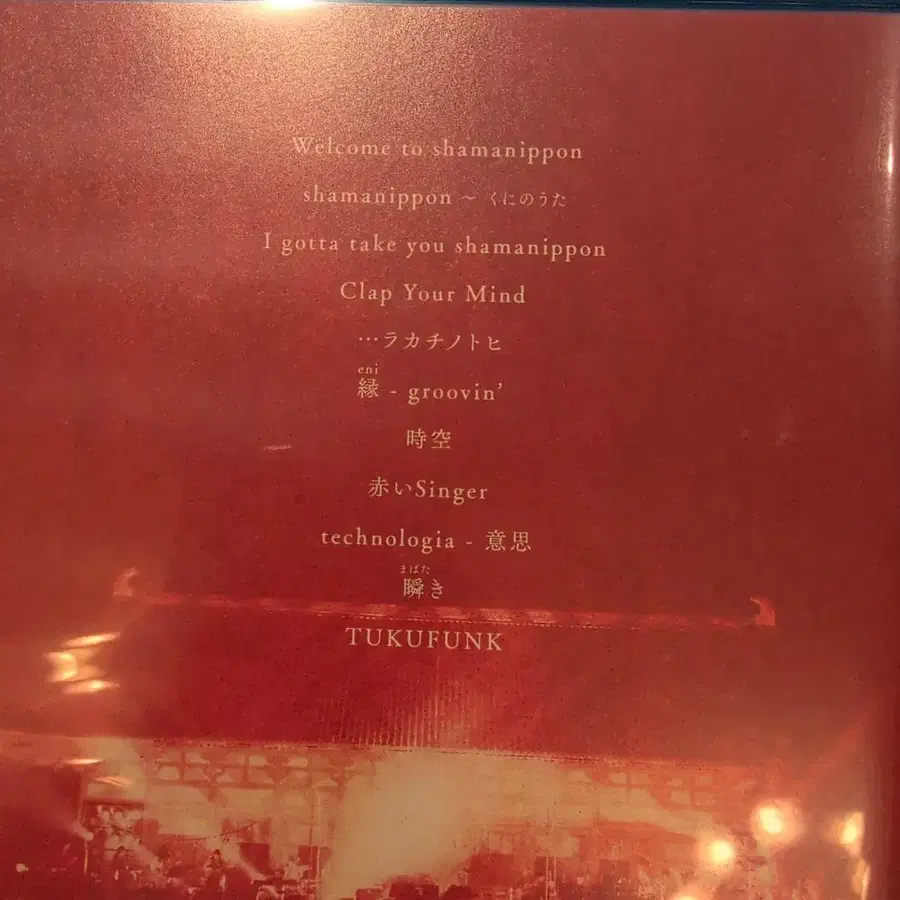 Welcome to shamanippon
shamanippon ~ くにのうた
I gotta take you shamanippon
Clap Your Mind
…ラカチノトヒ
eni
縁 - groovin'
時空
赤いSinger
technologia - 意思
まばた
瞬き
TUKUFUNK